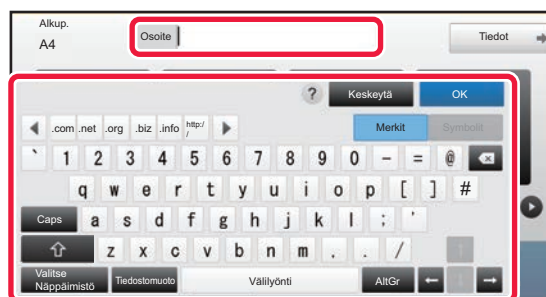 Alkup.
A4
Osoite
Tiedot
? Keskeytä OK
.com .net .org .biz .info http:/
/
Merkit Symbolit
` 1 2 3 4 5 6 7 8 9 0 - = @
q w e r t y u i o p [ ] #
Caps a s d f g h j k l ; '
z x c v b n m . . /
Valitse
Näppäimistö Tiedostomuoto Välilyönti AltGr